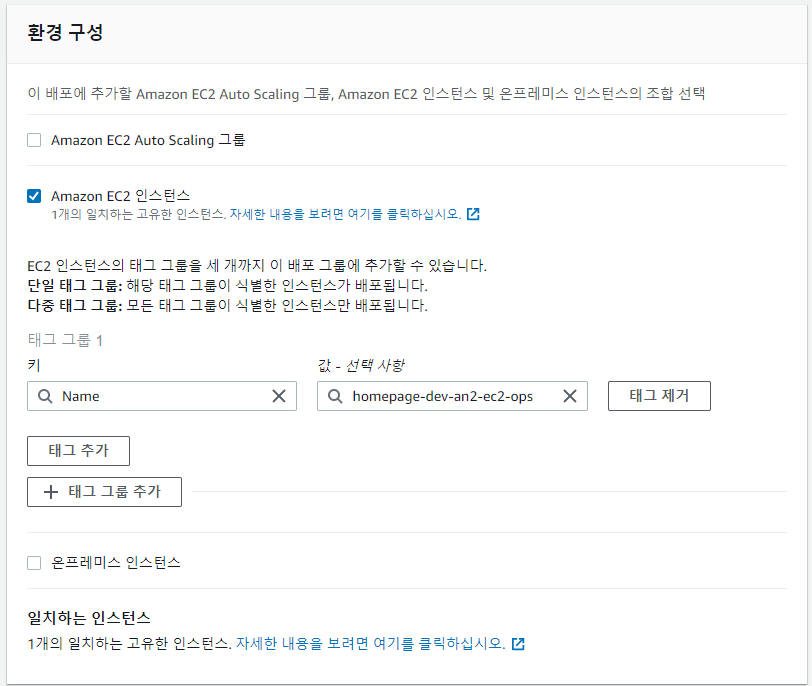 환경 구성
이 배포에 추가할 Amazon EC2 Auto Scaling 그룹, Amazon EC2 인스턴스 및 온프레미스 인스턴스의 조합 선택
Amazon EC2 Auto Scaling 그룹
Amazon EC2 인스턴스
1개의 일치하는 고유한 인스턴스. 자세한 내용을 보려면 여기를 클릭하십시오.
EC2 인스턴스의 태그 그룹을 세 개까지 이 배포 그룹에 추가할 수 있습니다.
단일 태그 그룹: 해당 태그 그룹이 식별한 인스턴스가 배포됩니다.
다중 태그 그룹: 모든 태그 그룹이 식별한 인스턴스만 배포됩니다.
태그 그룹 1
키 값 - 선택 사항
Name homepage-dev-an2-ec2-ops 태그 제거
태그 추가
+ 태그 그룹 추가
온프레미스 인스턴스
일치하는 인스턴스
1개의 일치하는 고유한 인스턴스. 자세한 내용을 보려면 여기를 클릭하십시오.